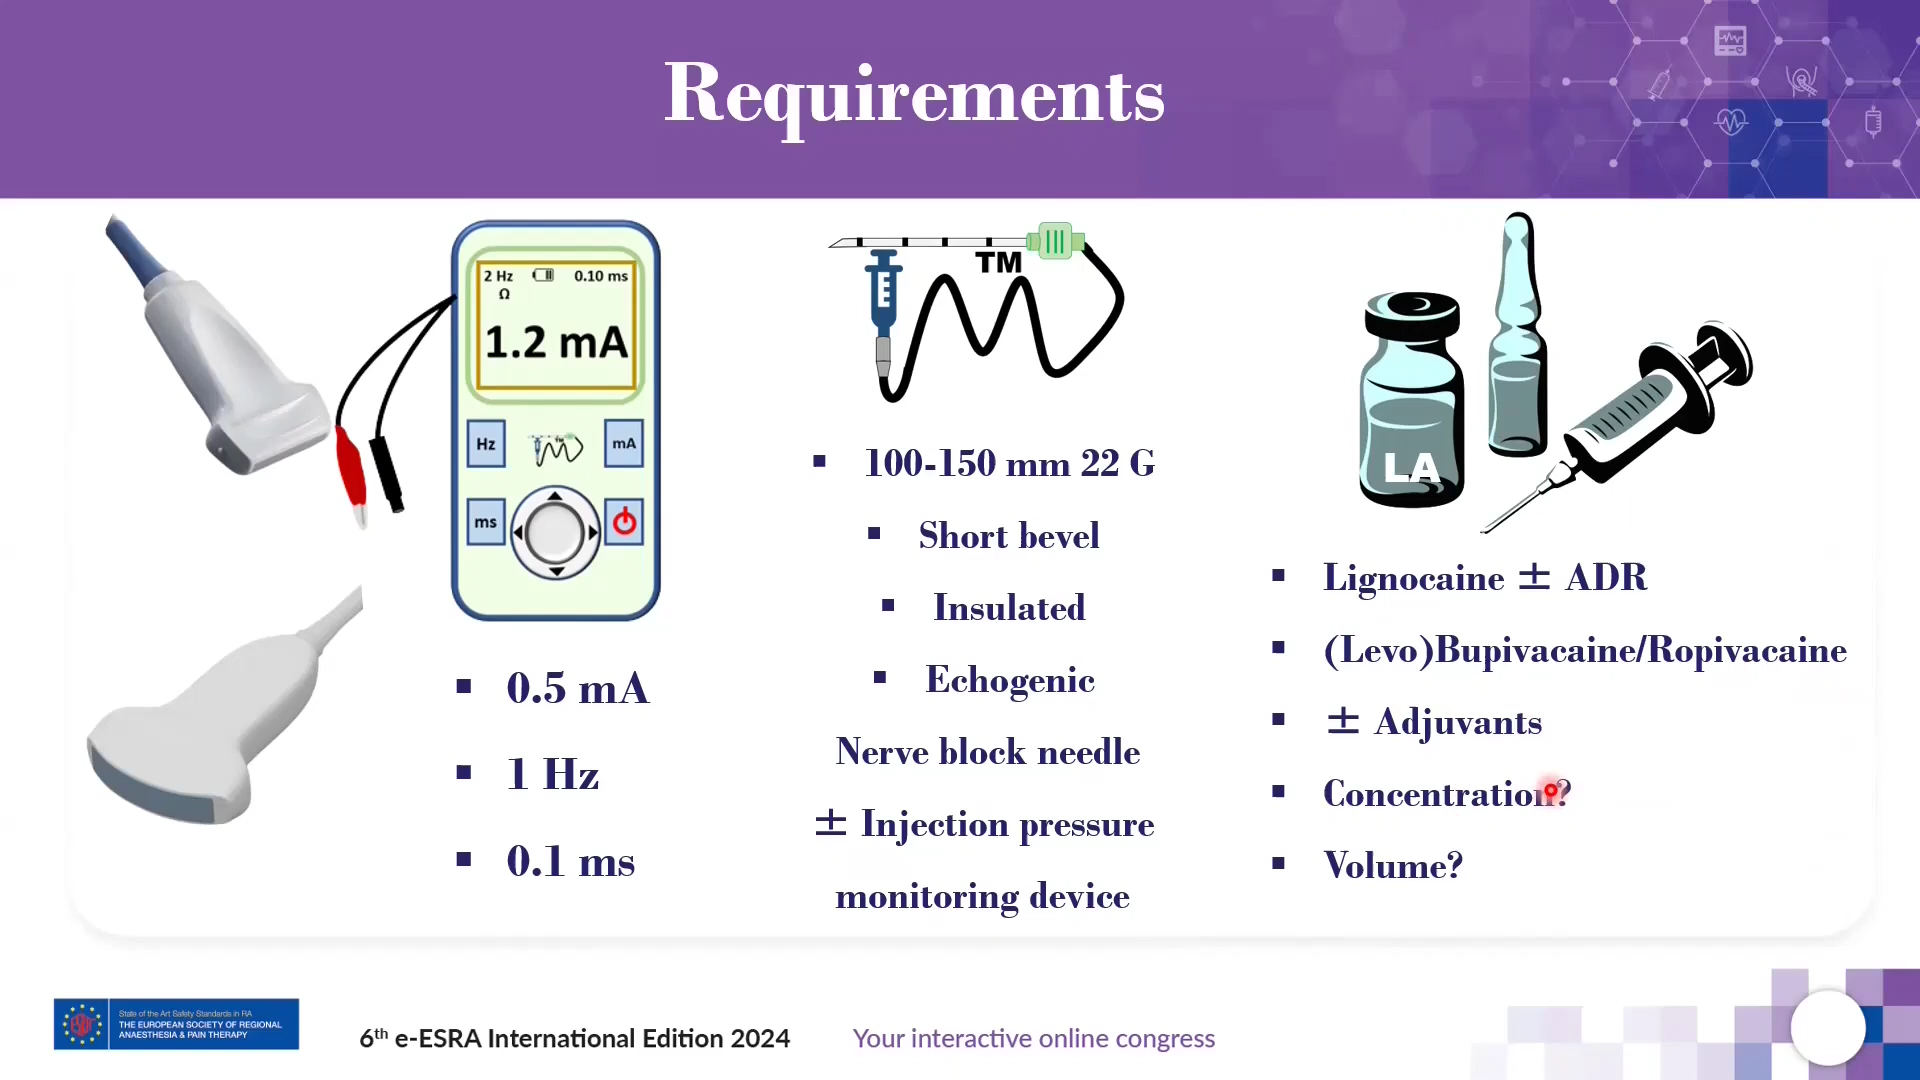 Requirements
2 Hz
0.10 ms
Ω
1.2 mA
Hz
mA
ms
TM
E
LA
▪ 0.5 mA
▪ 1 Hz
▪ 0.1 ms
▪ 100-150 mm 22 G
▪ Short bevel
▪ Insulated
▪ Echogenic
Nerve block needle
± Injection pressure
monitoring device
▪ Lignocaine ± ADR
▪ (Levo)Bupivacaine/Ropivacaine
▪ ± Adjuvants
▪ Concentration?
▪ Volume?
State of the Art Safety Standards in RA
THE EUROPEAN SOCIETY OF REGIONAL
ANAESTHESIA & PAIN THERAPY
6th e-ESRA International Edition 2024
Your interactive online congress